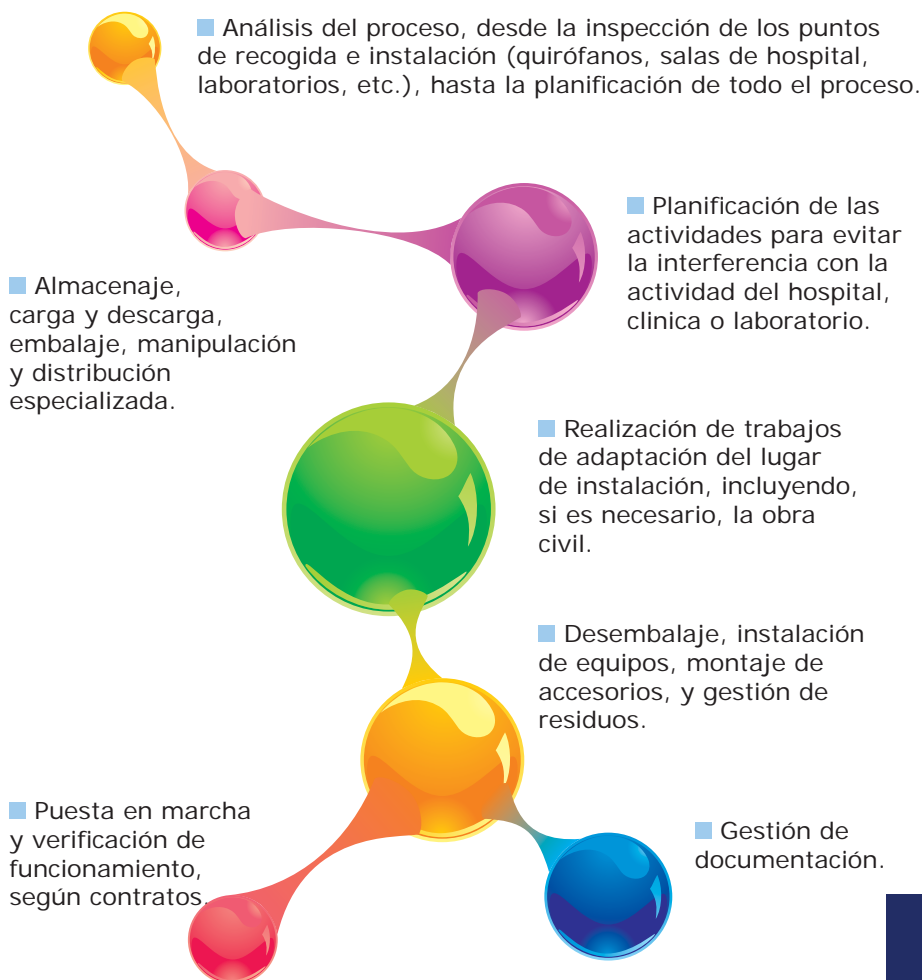 Análisis del proceso, desde la inspección de los puntos
de recogida e instalación (quirófanos, salas de hospital,
laboratorios, etc.), hasta la planificación de todo el proceso.
Planificación de las
actividades para evitar
la interferencia con la
actividad del hospital,
clinica o laboratorio.
Almacenaje,
carga y descarga,
embalaje, manipulación
y distribución
especializada.
Realización de trabajos
de adaptación del lugar
de instalación, incluyendo,
si es necesario, la obra
civil.
Desembalaje, instalación
de equipos, montaje de
accesorios, y gestión de
residuos.
Puesta en marcha
y verificación de
funcionamiento,
según contratos.
Gestión de
documentación.